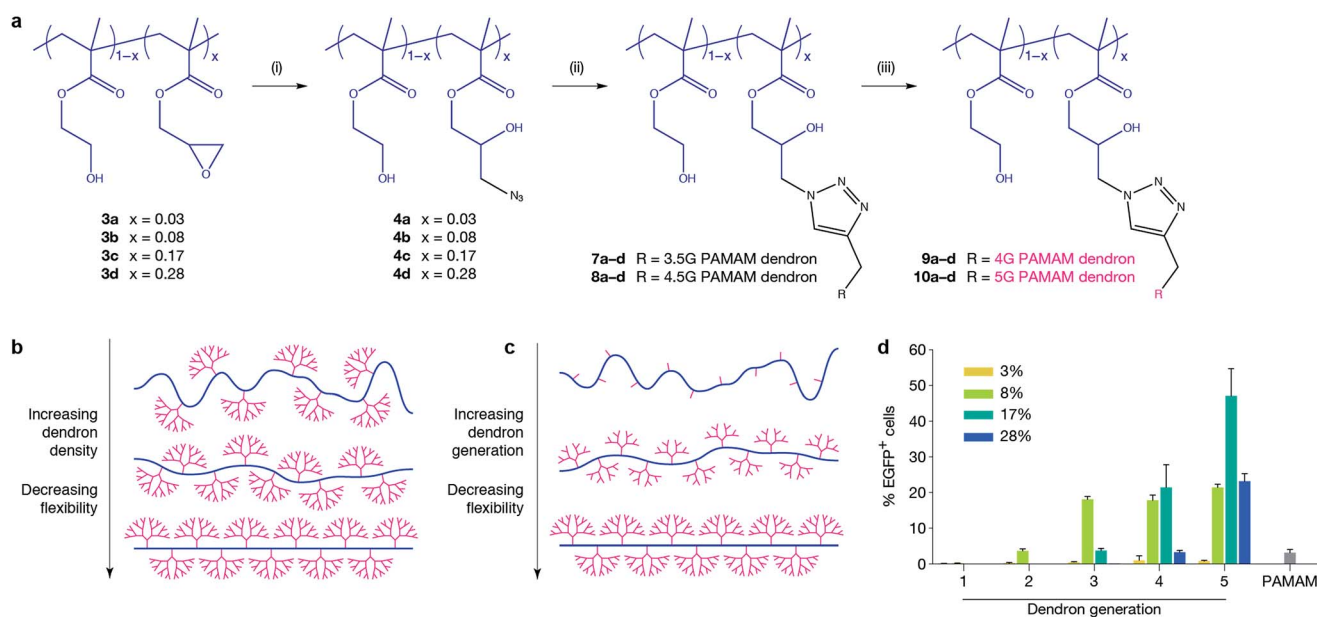 a
(i)
(ii)
(iii)
1–x
x
1–x
x
1–x
x
1–x
x
O
O
O
O
OH
O
O
O
O
O
OH
OH
N3
O
O
O
O
OH
OH
N
N
N
R
O
O
O
O
OH
OH
N
N
N
R
3a x = 0.03
3b x = 0.08
3c x = 0.17
3d x = 0.28
4a x = 0.03
4b x = 0.08
4c x = 0.17
4d x = 0.28
7a–d R = 3.5G PAMAM dendron
8a–d R = 4.5G PAMAM dendron
9a–d R = 4G PAMAM dendron
10a–d R = 5G PAMAM dendron
b
Increasing
dendron
density
Decreasing
flexibility
c
Increasing
dendron
generation
Decreasing
flexibility
d
% EGFP+ cells
60
50
40
30
20
10
0
3%
8%
17%
28%
1 2 3 4 5 PAMAM
Dendron generation